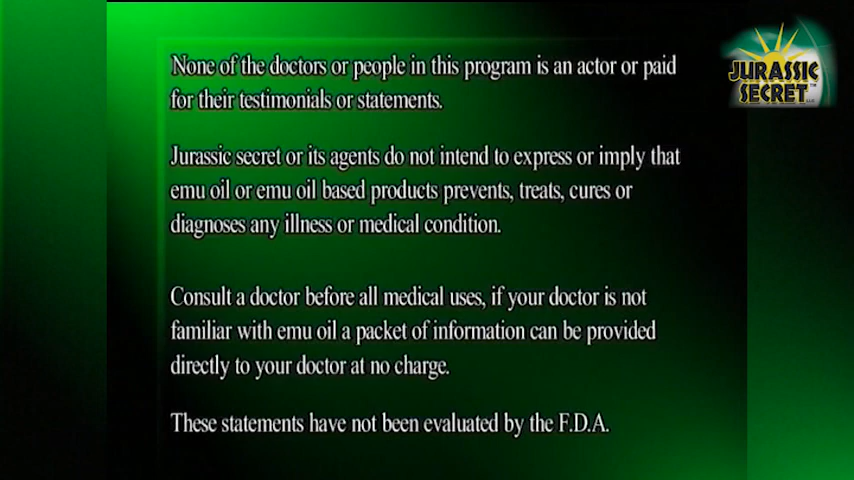 None of the doctors or people in this program is an actor or paid
for their testimonials or statements.
Jurassic secret or its agents do not intend to express or imply that
emu oil or emu oil based products prevents, treats, cures or
diagnoses any illness or medical condition.
Consult a doctor before all medical uses, if your doctor is not
familiar with emu oil a packet of information can be provided
directly to your doctor at no charge.
These statements have not been evaluated by the F.D.A.
JURASSIC
SECRET